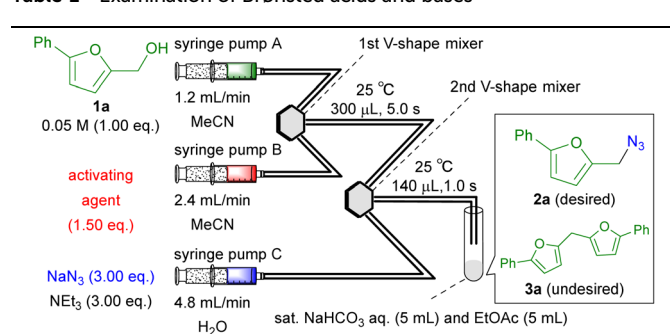 Table 2 Examination of Brønsted acids and bases
Ph
O
OH
1a
0.05 M (1.00 eq.)
syringe pump A
1.2 mL/min
MeCN
1st V-shape mixer
25 °C
300 μL, 5.0 s
2nd V-shape mixer
syringe pump B
activating
agent
(1.50 eq.)
2.4 mL/min
MeCN
25 °C
140 μL,1.0 s
syringe pump C
NaN3 (3.00 eq.)
NEt3 (3.00 eq.)
4.8 mL/min
H2O
Ph
O
N3
2a (desired)
Ph
O
O
Ph
3a (undesired)
sat. NaHCO3 aq. (5 mL) and EtOAc (5 mL)